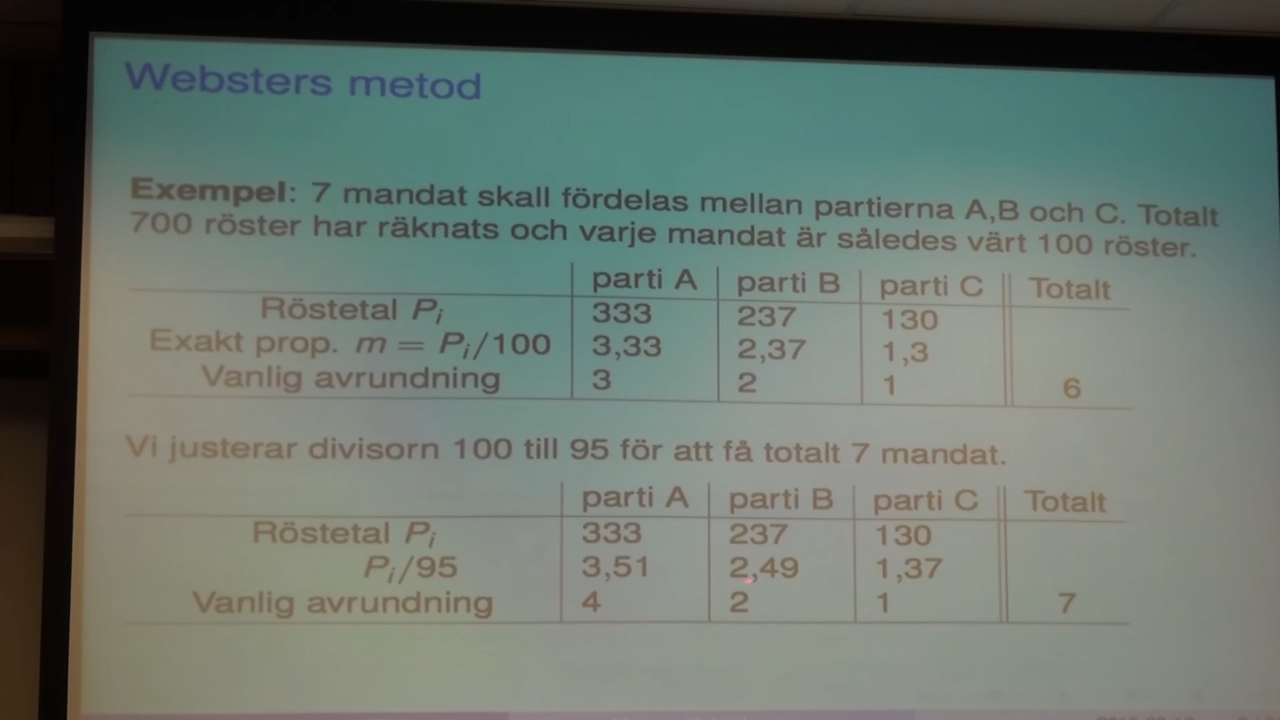 Websters metod
Exempel: 7 mandat skall fördelas mellan partierna A,B och C. Totalt
700 röster har räknats och varje mandat är således värt 100 röster.
parti A parti B parti C Totalt
Röstetal Pi 333 237 130
Exakt prop. m = Pi/100 3,33 2,37 1,3
Vanlig avrundning 3 2 1 6
Vi justerar divisorn 100 till 95 för att få totalt 7 mandat.
parti A parti B parti C Totalt
Röstetal Pi 333 237 130
Pi/95 3,51 2,49 1,37
Vanlig avrundning 4 2 1 7